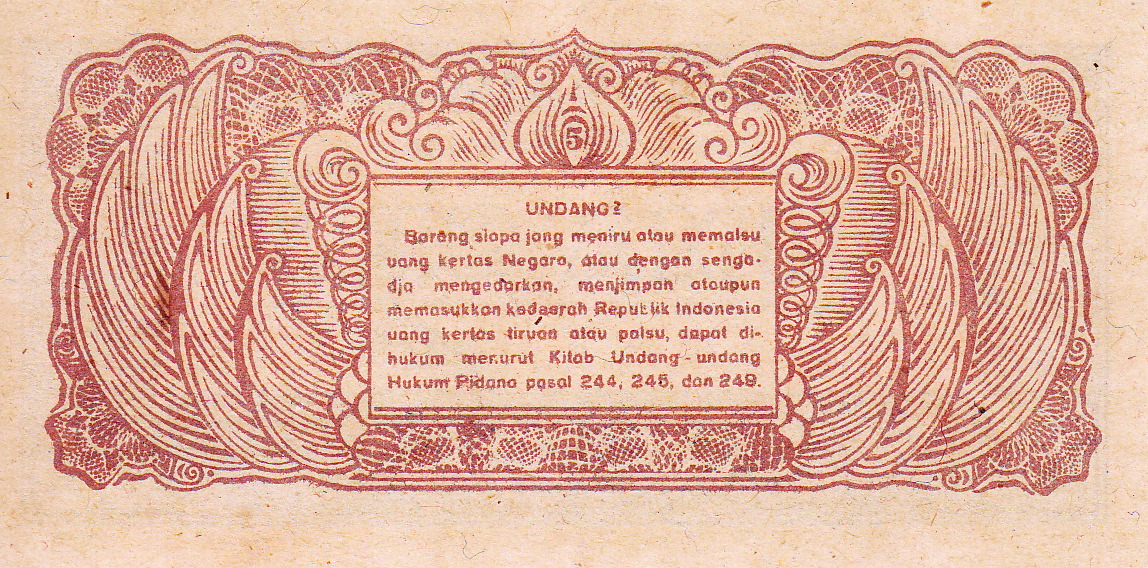 5
UNDANG2
Barang siapa jang meniru atau memalsu
uang kertas Negara, atau dengan senga-
dja mengedarkan, menjimpan ataupun
memasukkan kedaerah Republik Indonesia
uang kertas tiruan atau palsu, dapat di-
hukum menurut Kitab Undang-undang
Hukum Pidana pasal 244, 245, dan 249.